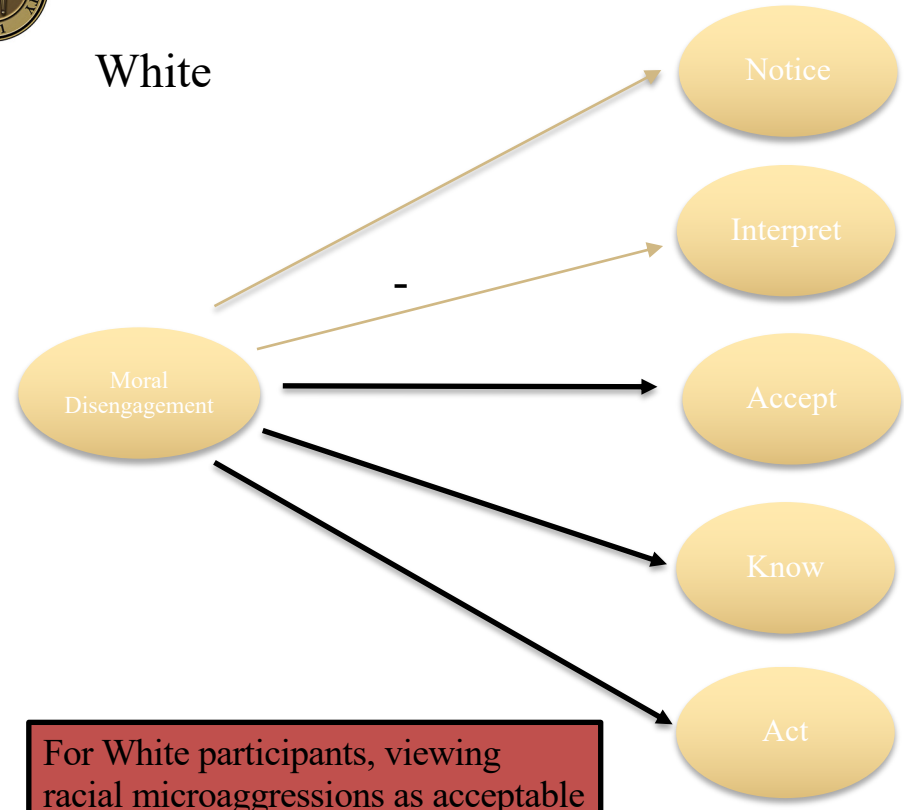 White
Notice
Interpret
-
Moral
Disengagement
Accept
Know
Act
For White participants, viewing
racial microaggressions as acceptable